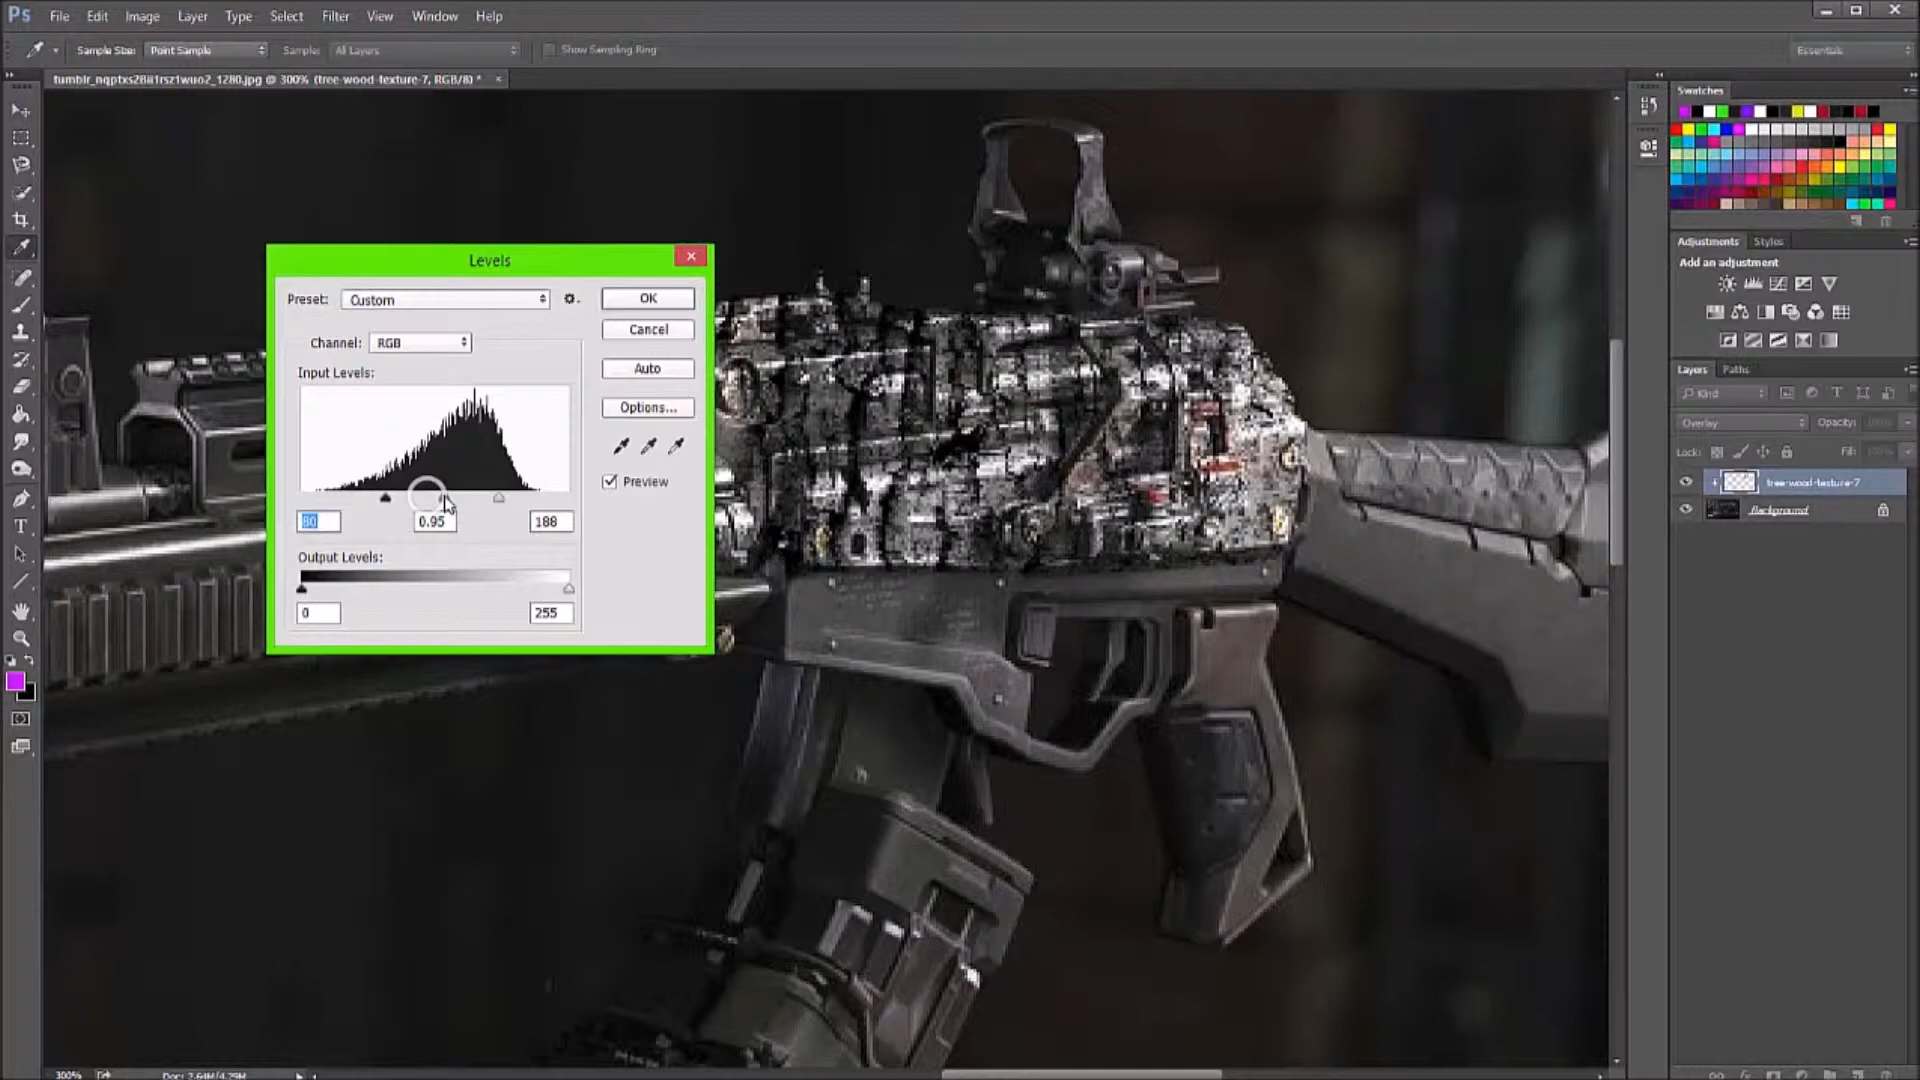 Ps File Edit Image Layer Type Select Filter View Window Help
Sample Size: Point Sample Sample: All Layers Show Sampling Ring Essentials
@ 300% (tree-wood-texture-7, RGB/8) *
Swatches
Adjustments Styles
Add an adjustment
Layers Paths
Kind
Overlay Opacity:
Lock: Fill:
tree-wood-texture-7
Background
Levels
Preset: Custom
OK
Cancel
Channel: RGB
Auto
Input Levels:
Options...
Preview
80 0.95 188
Output Levels:
0 255
300%